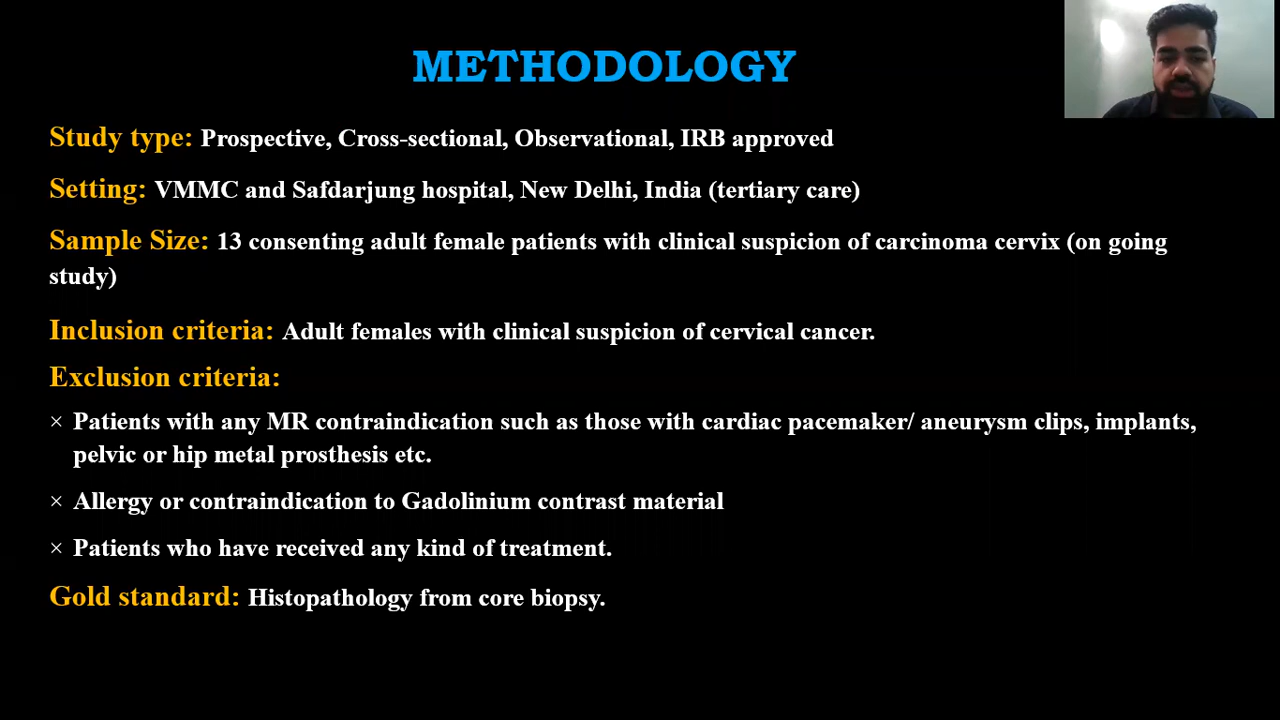 METHODOLOGY
Study type: Prospective, Cross-sectional, Observational, IRB approved
Setting: VMMC and Safdarjung hospital, New Delhi, India (tertiary care)
Sample Size: 13 consenting adult female patients with clinical suspicion of carcinoma cervix (on going
study)
Inclusion criteria: Adult females with clinical suspicion of cervical cancer.
Exclusion criteria:
× Patients with any MR contraindication such as those with cardiac pacemaker/ aneurysm clips, implants,
pelvic or hip metal prosthesis etc.
× Allergy or contraindication to Gadolinium contrast material
× Patients who have received any kind of treatment.
Gold standard: Histopathology from core biopsy.